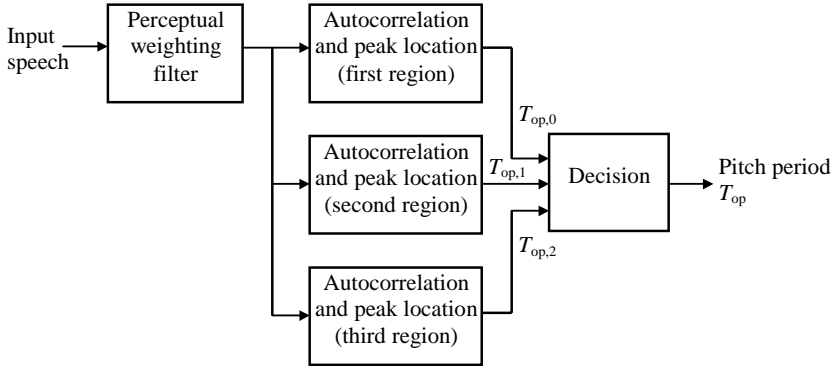 Input
speech
Perceptual
weighting
filter
Autocorrelation
and peak location
(first region)
T_op,0
Autocorrelation
and peak location
(second region)
T_op,1
Decision
Pitch period
T_op
T_op,2
Autocorrelation
and peak location
(third region)